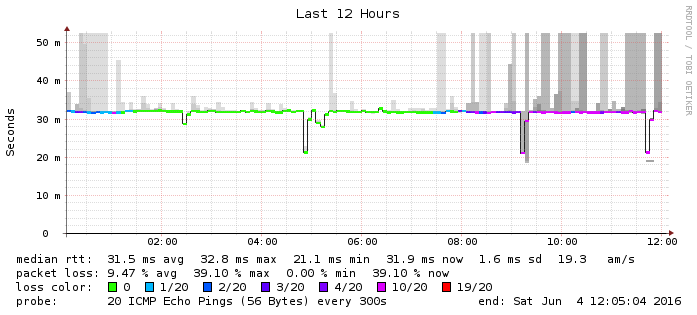 Last 12 Hours
RRDTOOL / TOBI OETIKER
Seconds
50 m
40 m
30 m
20 m
10 m
0
02:00 04:00 06:00 08:00 10:00 12:00
median rtt: 31.5 ms avg 32.8 ms max 21.1 ms min 31.9 ms now 1.6 ms sd 19.3 am/s
packet loss: 9.47 % avg 39.10 % max 0.00 % min 39.10 % now
loss color: 0 1/20 2/20 3/20 4/20 10/20 19/20
probe: 20 ICMP Echo Pings (56 Bytes) every 300s end: Sat Jun 4 12:05:04 2016